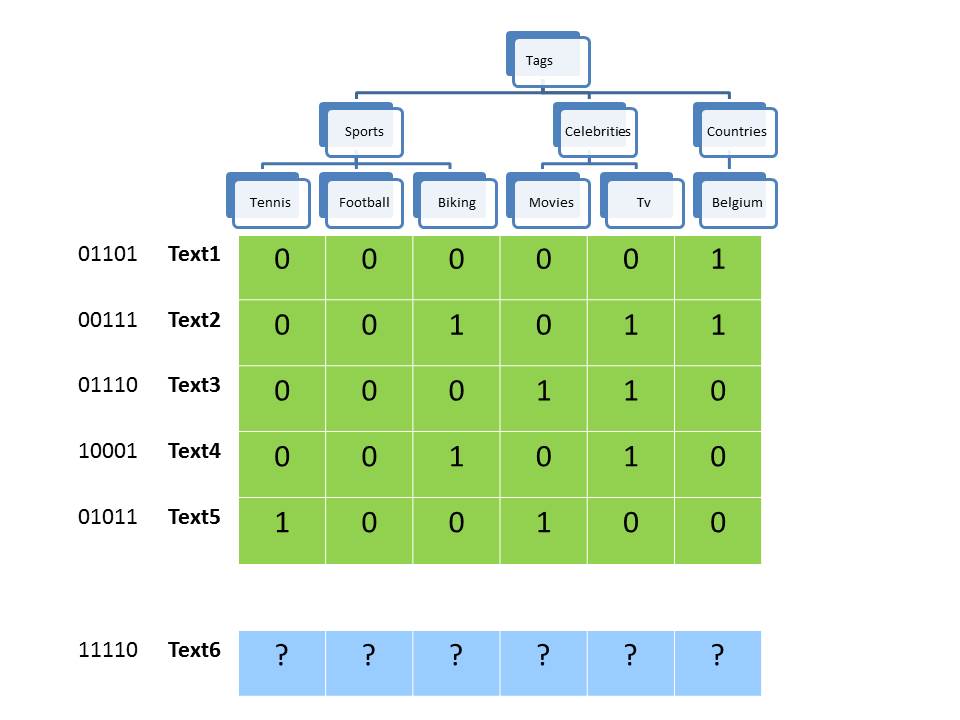 Tags
Sports Celebrities Countries
Tennis Football Biking Movies Tv Belgium
01101 Text1 0 0 0 0 0 1
00111 Text2 0 0 1 0 1 1
01110 Text3 0 0 0 1 1 0
10001 Text4 0 0 1 0 1 0
01011 Text5 1 0 0 1 0 0
11110 Text6 ? ? ? ? ? ?